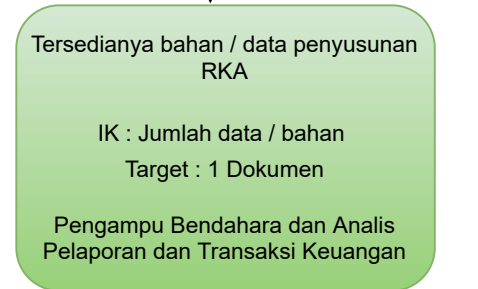 Tersedianya bahan / data penyusunan
RKA
IK : Jumlah data / bahan
Target : 1 Dokumen
Pengampu Bendahara dan Analis
Pelaporan dan Transaksi Keuangan